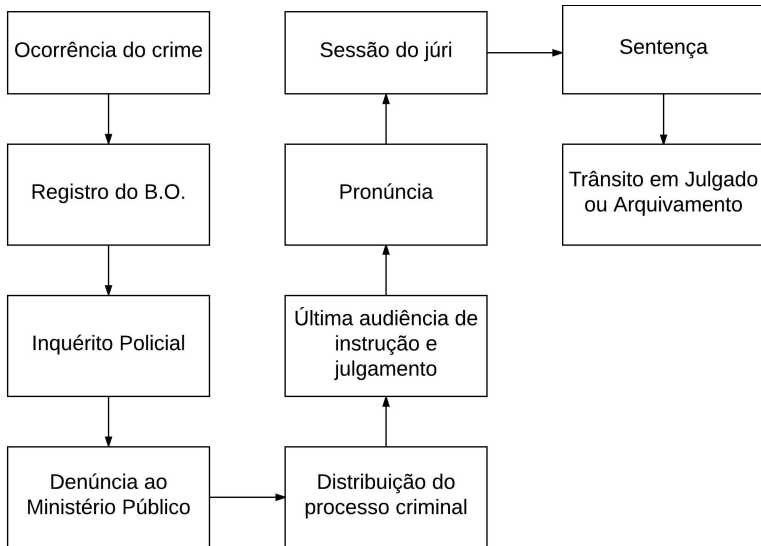 Ocorrência do crime
Registro do B.O.
Inquérito Policial
Denúncia ao
Ministério Público
Distribuição do
processo criminal
Última audiência de
instrução e
julgamento
Pronúncia
Sessão do júri
Sentença
Trânsito em Julgado
ou Arquivamento